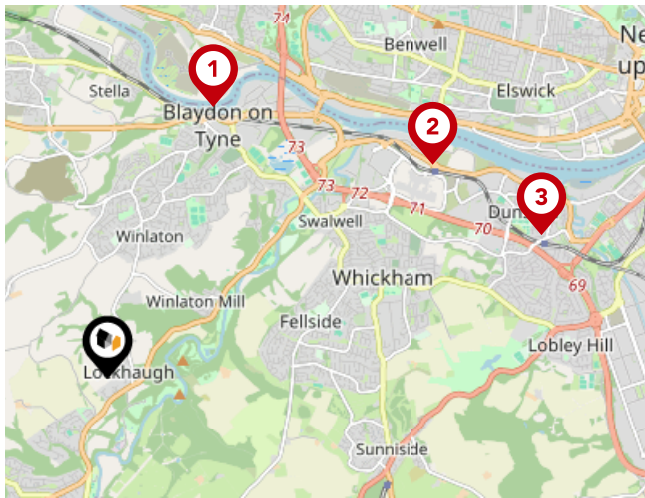 74
Benwell
Ne
up
1
Stella
Elswick
Blaydon on
Tyne
2
73
73
72
3
Dun
71
Swalwell
70
Winlaton
Whickham
69
Winlaton Mill
Fellside
Lobley Hill
Lockhaugh
Sunniside